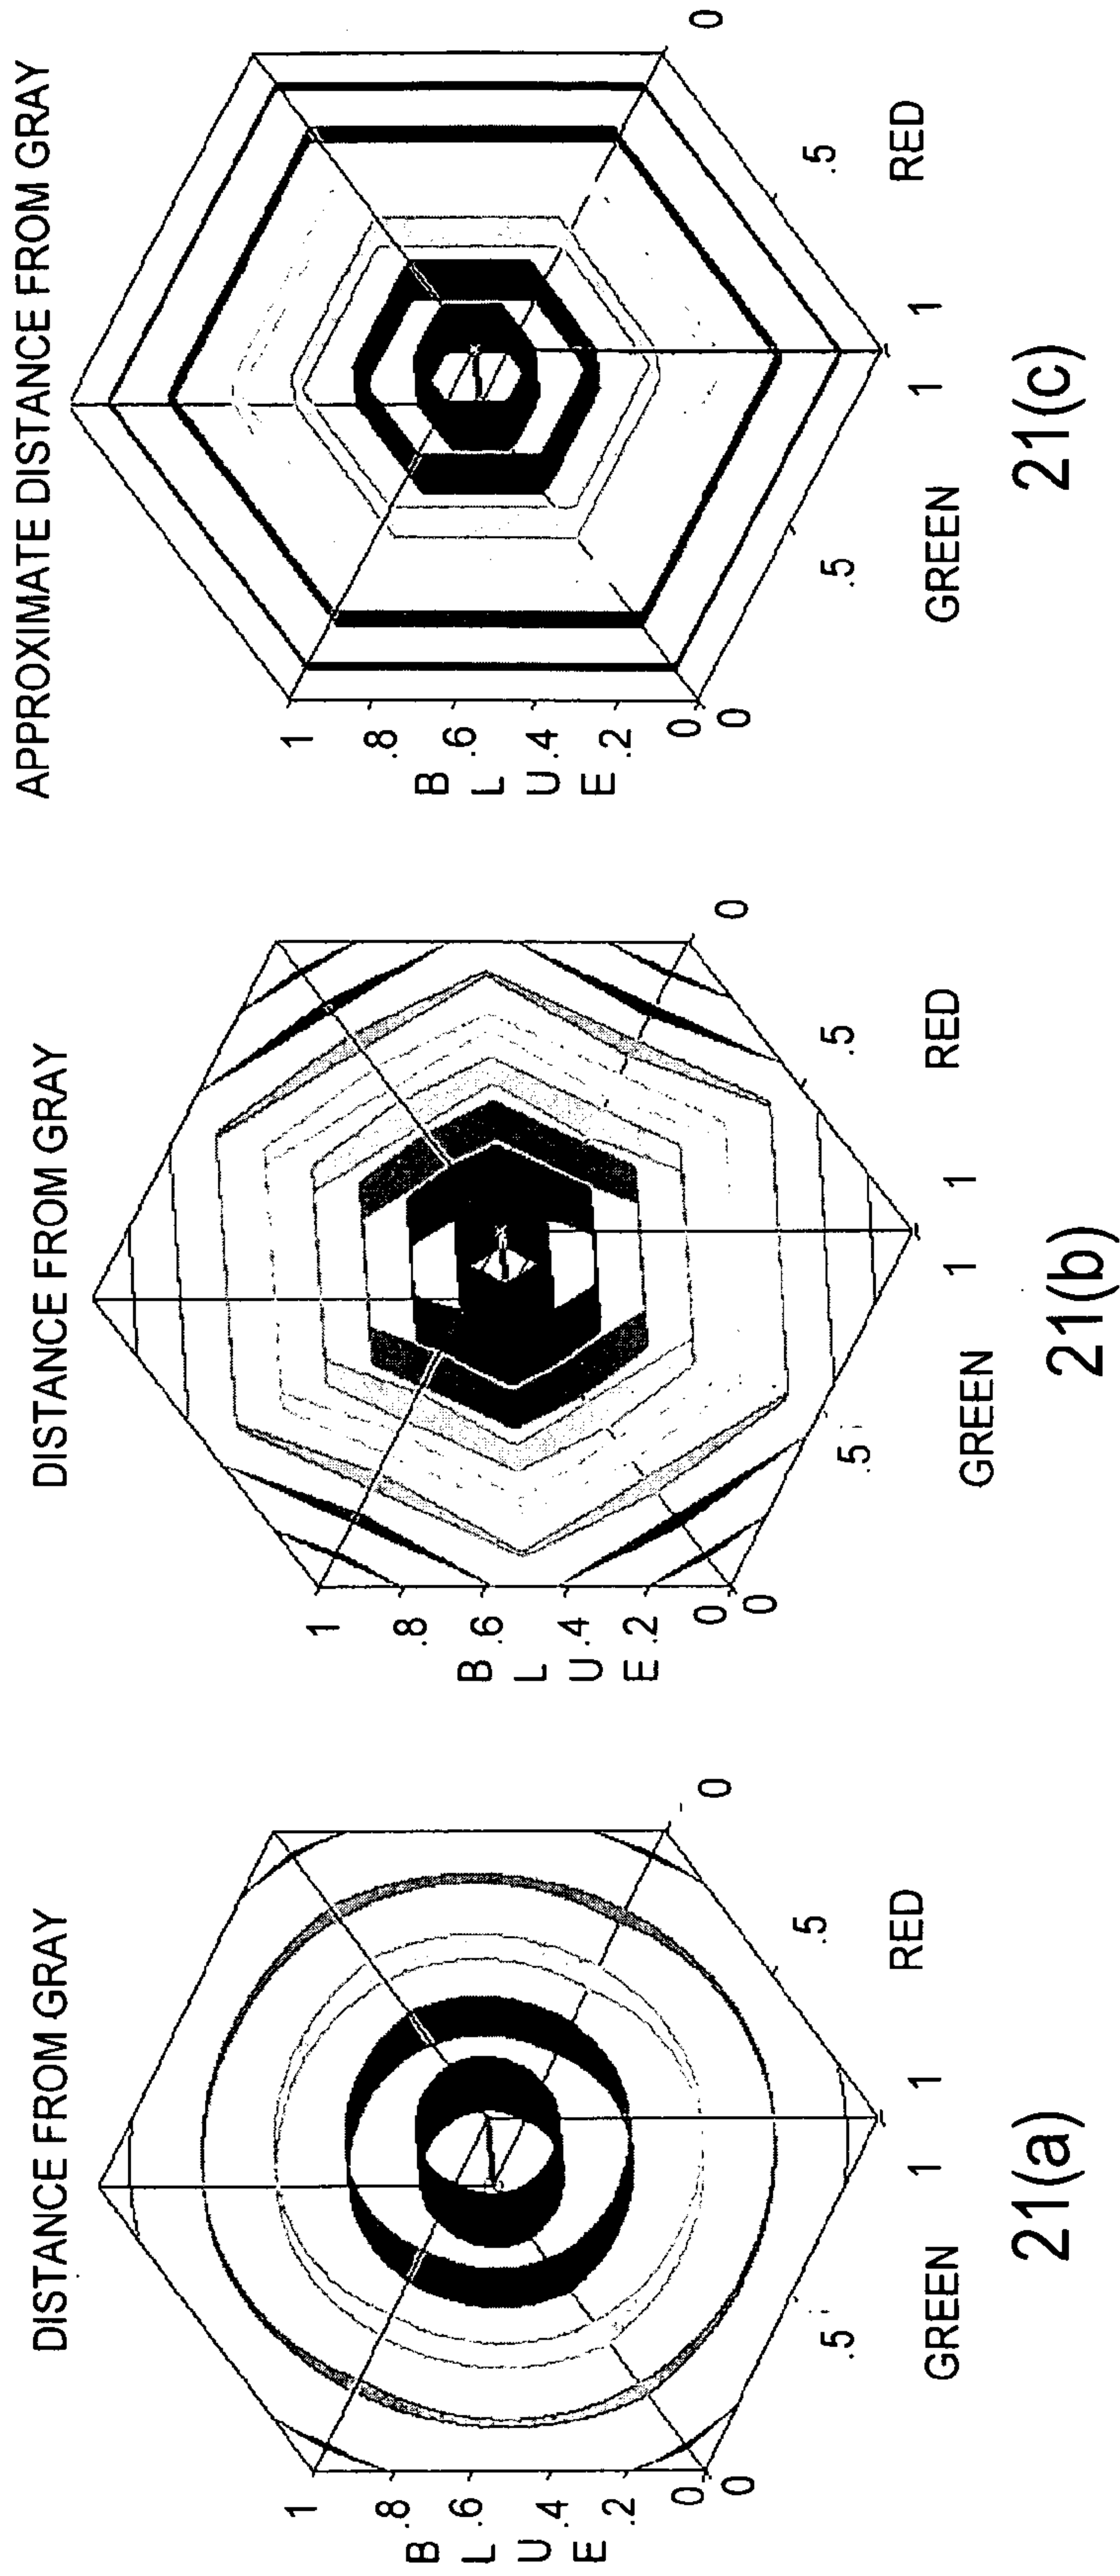 DISTANCE FROM GRAY
1
.8
.6
.4
.2
0
B
L
U
E
0
.5
1
GREEN
1
.5
0
RED
21(a)
DISTANCE FROM GRAY
1
.8
.6
.4
.2
0
B
L
U
E
0
.5
1
GREEN
1
.5
0
RED
21(b)
APPROXIMATE DISTANCE FROM GRAY
1
.8
.6
.4
.2
0
B
L
U
E
0
.5
1
GREEN
1
.5
0
RED
21(c)